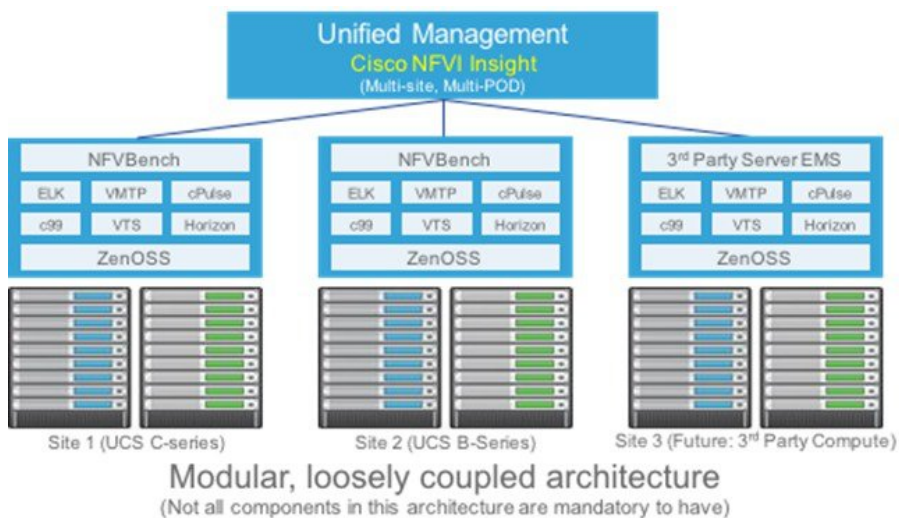 Unified Management
Cisco NFVI Insight
(Multi-site, Multi-POD)
NFVBench
ELK VMTP cPulse
c99 VTS Horizon
ZenOSS
Site 1 (UCS C-series)
NFVBench
ELK VMTP cPulse
c99 VTS Horizon
ZenOSS
Site 2 (UCS B-Series)
3rd Party Server EMS
ELK VMTP cPulse
c99 VTS Horizon
ZenOSS
Site 3 (Future: 3rd Party Compute)
Modular, loosely coupled architecture
(Not all components in this architecture are mandatory to have)